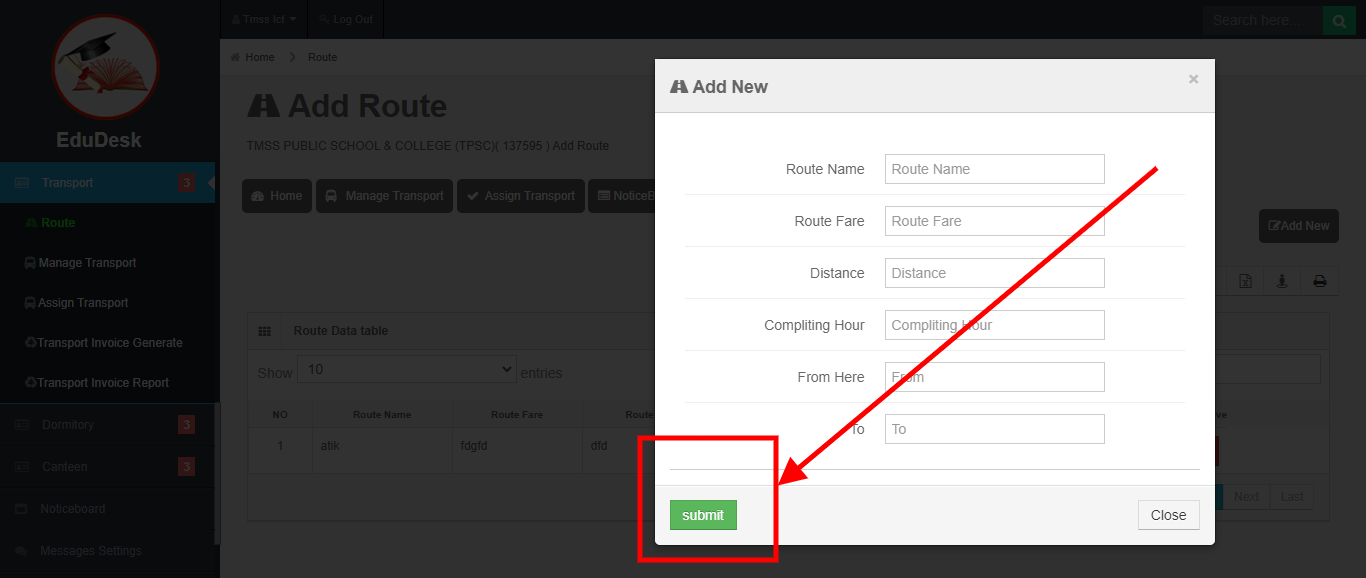 Tmss Ict
Log Out
Search here...
Home
Route
EduDesk
Add Route
TMSS PUBLIC SCHOOL & COLLEGE (TPSC)( 137595 ) Add Route
Home
Manage Transport
Assign Transport
NoticeB
Add New
Transport
3
Route
Manage Transport
Assign Transport
Transport Invoice Generate
Transport Invoice Report
Dormitory
3
Canteen
3
Noticeboard
Messages Settings
Route Data table
Show
10
entries
NO
Route Name
Route Fare
Route
ve
1
atik
fdgfd
dfd
Next
Last
Add New
×
Route Name
Route Name
Route Fare
Route Fare
Distance
Distance
Compliting Hour
Compliting Hour
From Here
From
To
To
submit
Close